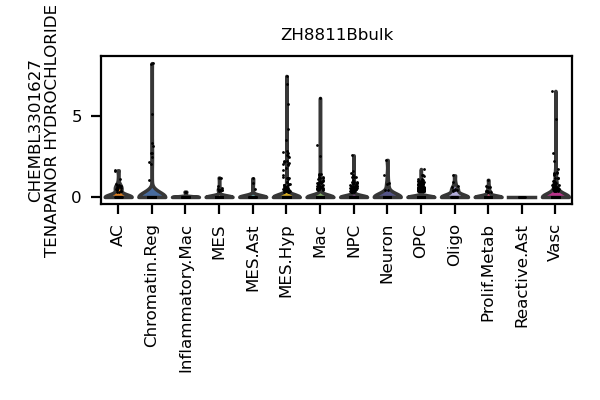 ZH8811Bbulk
CHEMBL3301627
TENAPANOR HYDROCHLORIDE
5
0
AC
Chromatin.Reg
Inflammatory.Mac
MES
MES.Ast
MES.Hyp
Mac
NPC
Neuron
OPC
Oligo
Prolif.Metab
Reactive.Ast
Vasc